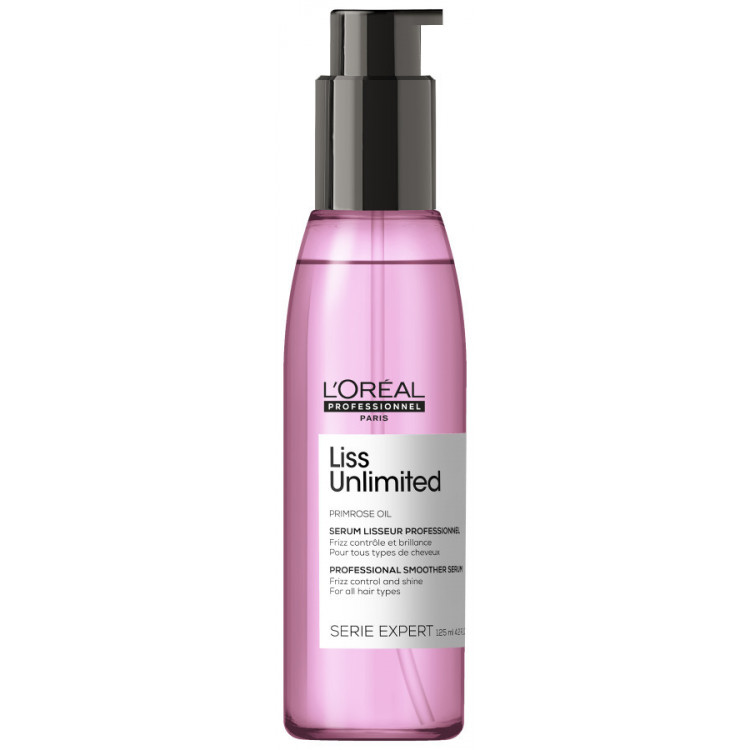 L'ORÉAL
PROFESSIONNEL
PARIS
Liss
Unlimited
PRIMROSE OIL
SERUM LISSEUR PROFESSIONNEL
Frizz contrôle et brillance
Pour tous types de cheveux
PROFESSIONAL SMOOTHER SERUM
Frizz control and shine
For all hair types
SERIE EXPERT 125 ml